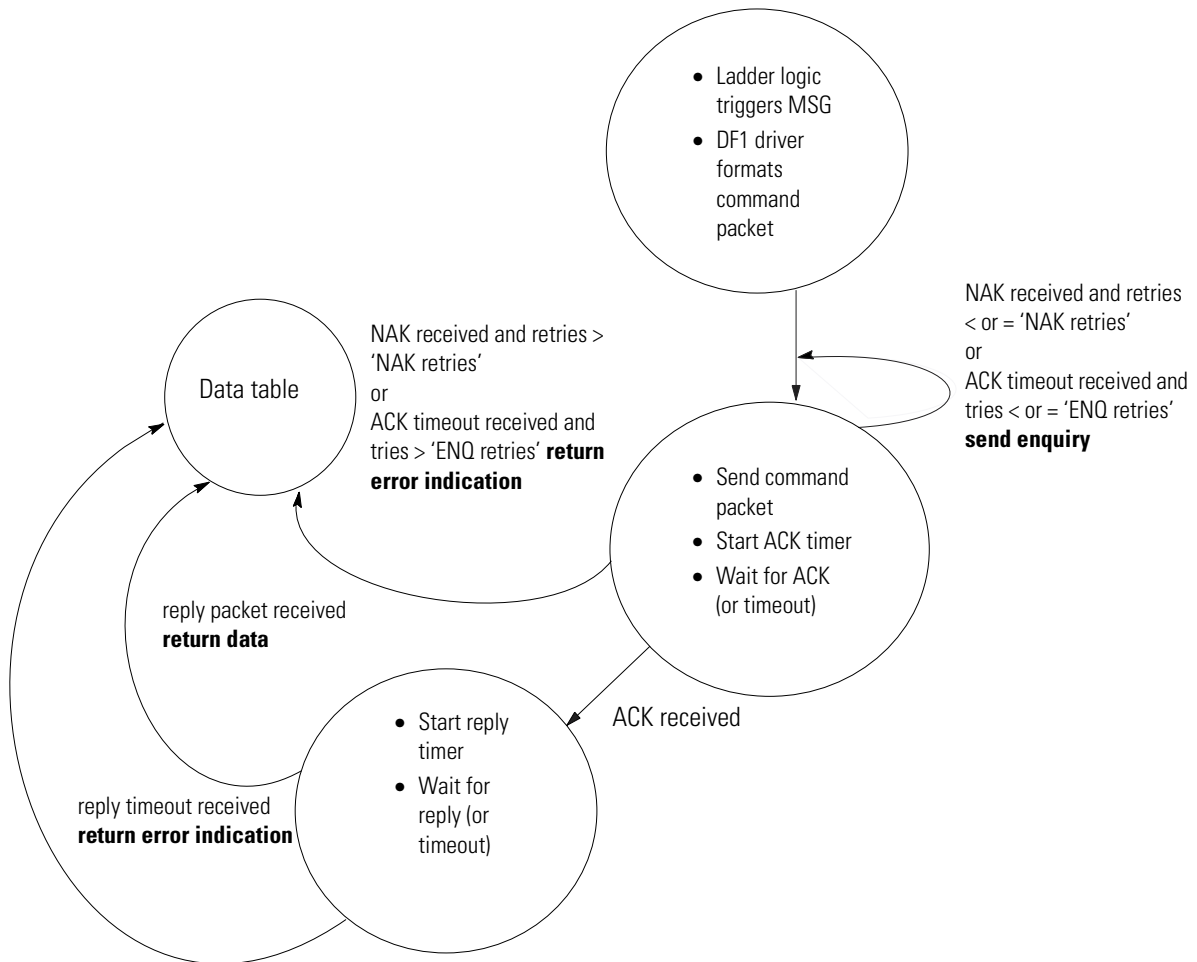 • Ladder logic
triggers MSG
• DF1 driver
formats
command
packet
NAK received and retries
< or = ‘NAK retries’
or
ACK timeout received and
tries < or = ‘ENQ retries’
send enquiry
NAK received and retries >
‘NAK retries’
or
ACK timeout received and
tries > ‘ENQ retries’ return
error indication
Data table
• Send command
packet
• Start ACK timer
• Wait for ACK
(or timeout)
reply packet received
return data
ACK received
• Start reply
timer
• Wait for
reply (or
timeout)
reply timeout received
return error indication